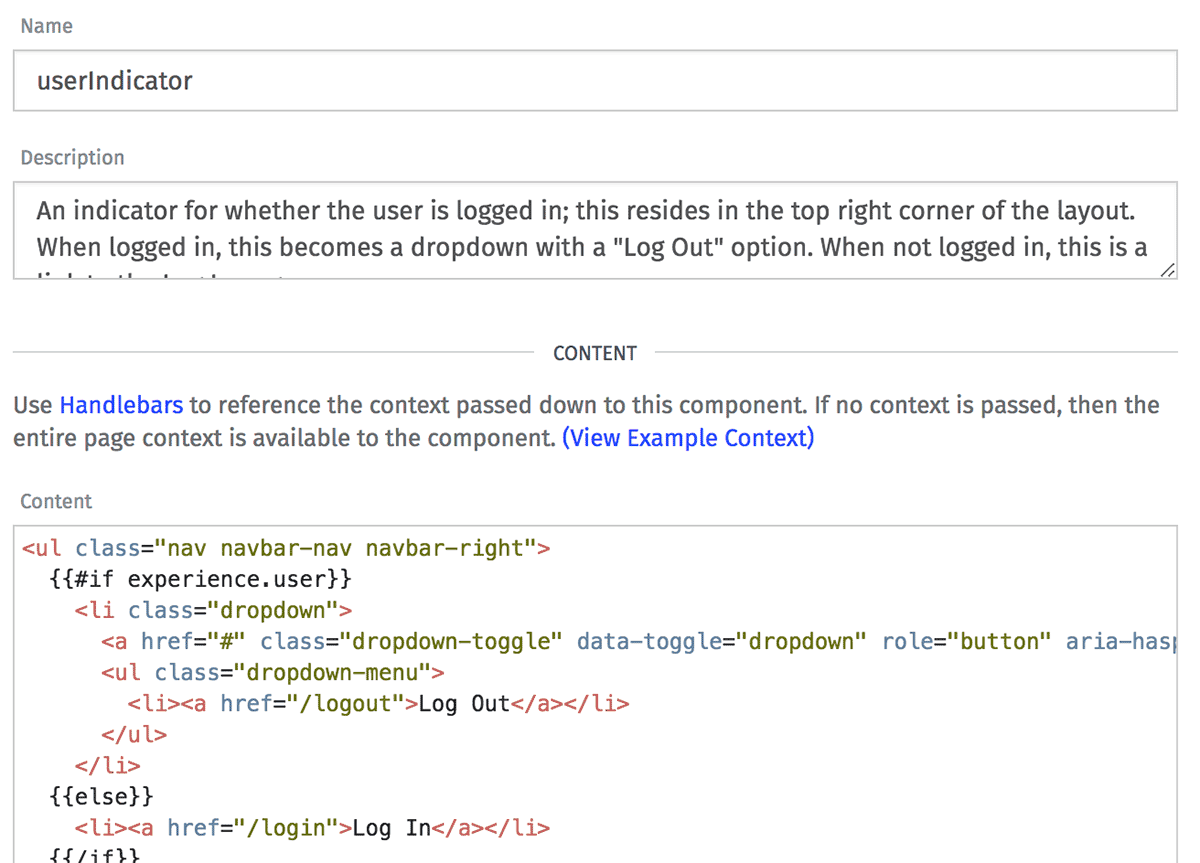 Name
userIndicator
Description
An indicator for whether the user is logged in; this resides in the top right corner of the layout.
When logged in, this becomes a dropdown with a "Log Out" option. When not logged in, this is a
CONTENT
Use Handlebars to reference the context passed down to this component. If no context is passed, then the
entire page context is available to the component. (View Example Context)
Content
<ul class="nav navbar-nav navbar-right">
  {{#if experience.user}}
    <li class="dropdown">
      <a href="#" class="dropdown-toggle" data-toggle="dropdown" role="button" aria-hasp
      <ul class="dropdown-menu">
        <li><a href="/logout">Log Out</a></li>
      </ul>
    </li>
  {{else}}
    <li><a href="/login">Log In</a></li>
  {{/if}}